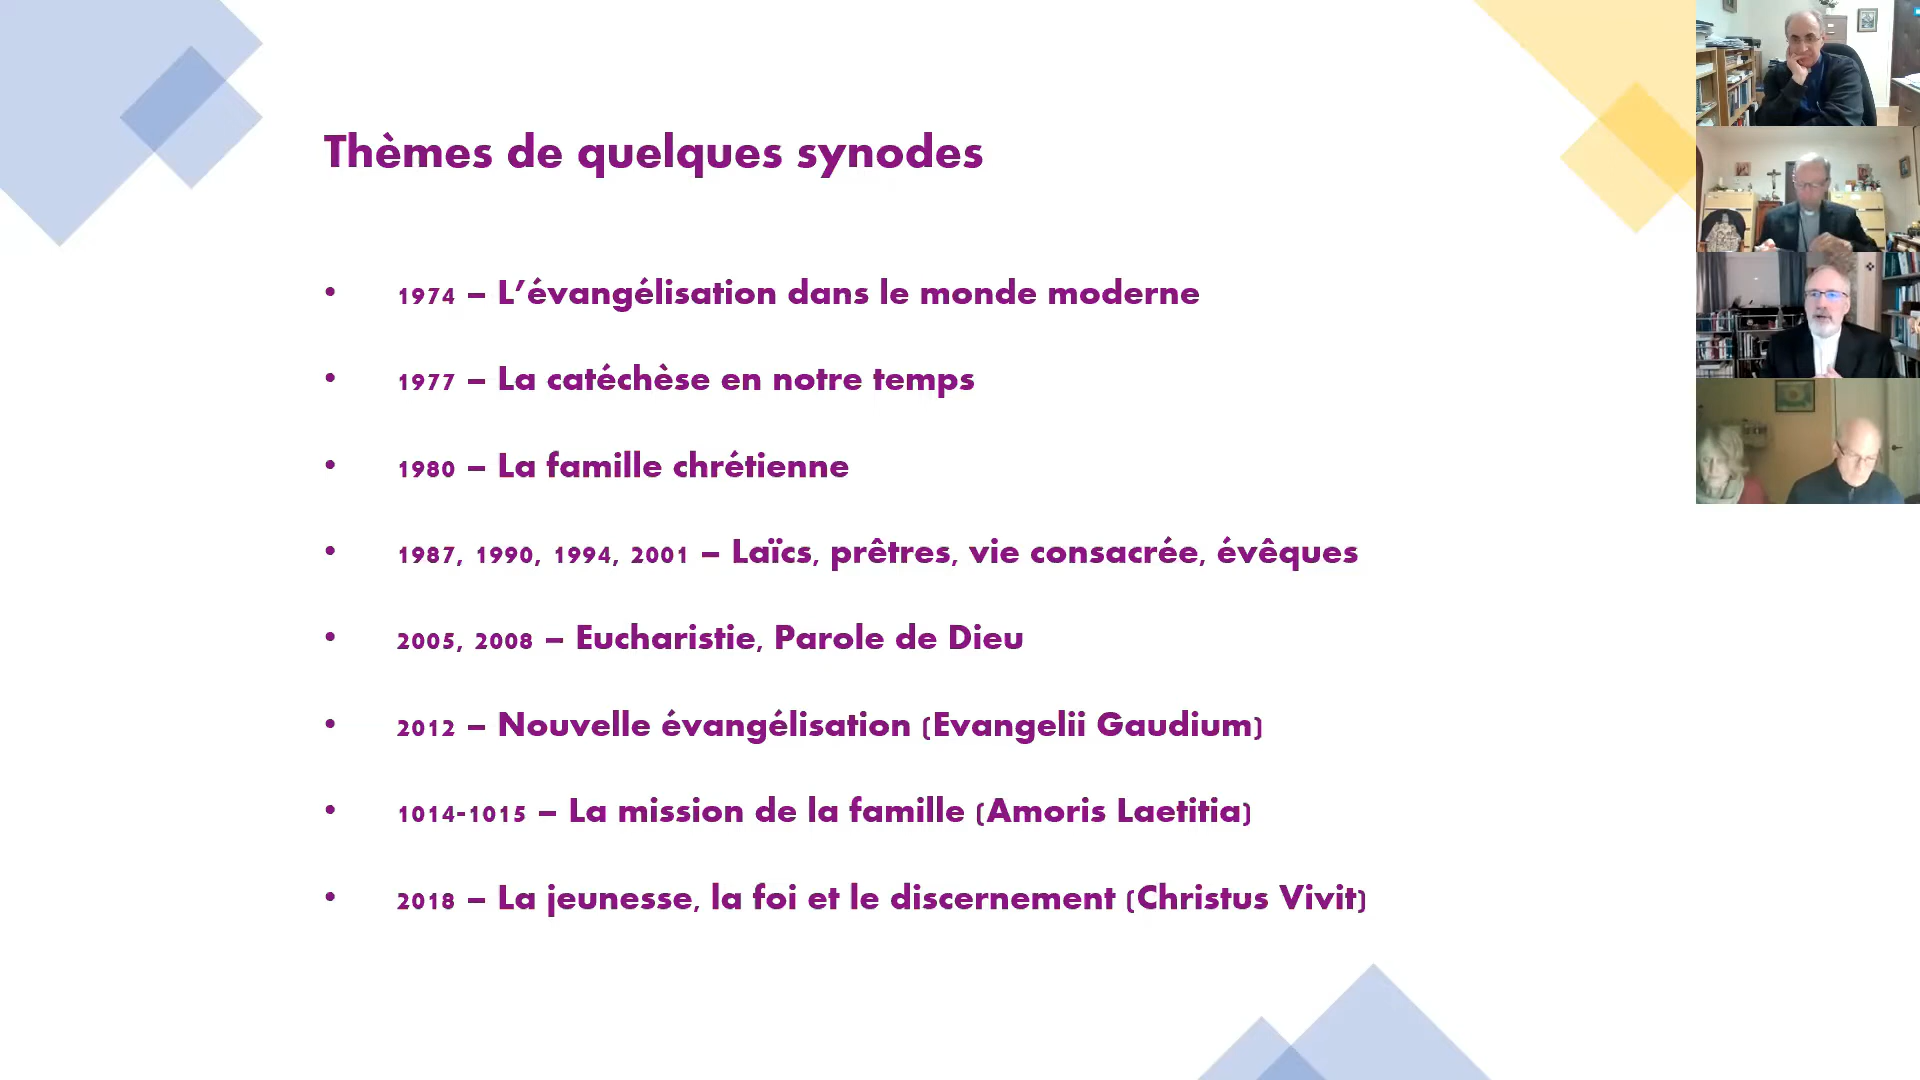 Thèmes de quelques synodes
• 1974 – L’évangélisation dans le monde moderne
• 1977 – La catéchèse en notre temps
• 1980 – La famille chrétienne
• 1987, 1990, 1994, 2001 – Laïcs, prêtres, vie consacrée, évêques
• 2005, 2008 – Eucharistie, Parole de Dieu
• 2012 – Nouvelle évangélisation (Evangelii Gaudium)
• 1014-1015 – La mission de la famille (Amoris Laetitia)
• 2018 – La jeunesse, la foi et le discernement (Christus Vivit)